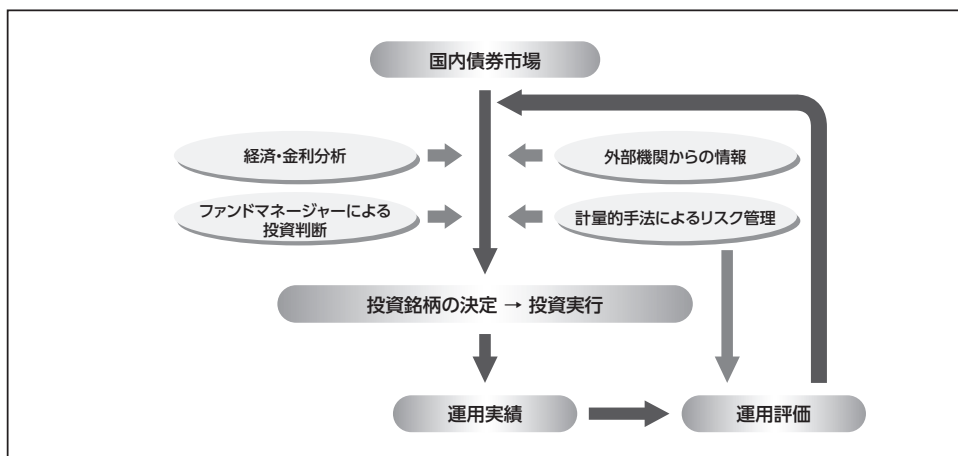 国内債券市場
経済・金利分析
外部機関からの情報
ファンドマネージャーによる
投資判断
計量的手法によるリスク管理
投資銘柄の決定 → 投資実行
運用実績
運用評価